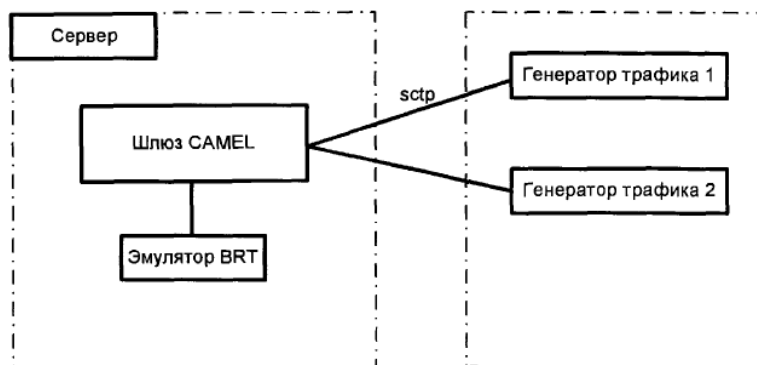 Сервер
Генератор трафика 1
sctp
Шлюз CAMEL
Генератор трафика 2
Эмулятор BRT